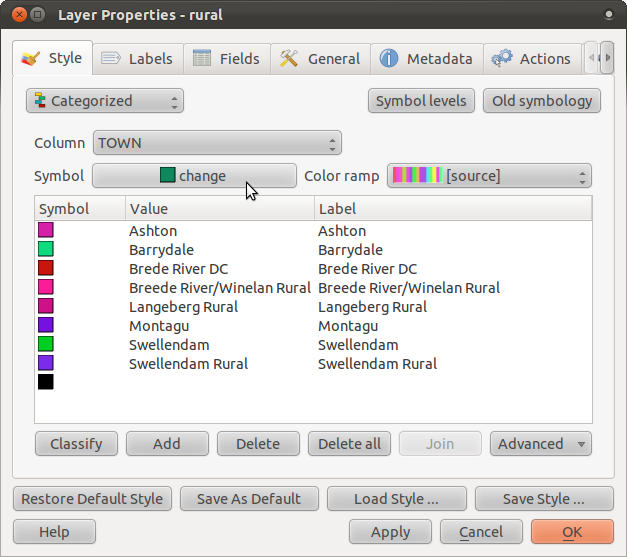 Layer Properties - rural
Style Labels Fields General Metadata Actions
Categorized Symbol levels Old symbology
Column TOWN
Symbol change Color ramp [source]
Symbol Value Label
Ashton Ashton
Barrydale Barrydale
Brede River DC Brede River DC
Breede River/Winelan Rural Breede River/Winelan Rural
Langeberg Rural Langeberg Rural
Montagu Montagu
Swellendam Swellendam
Swellendam Rural Swellendam Rural
Classify Add Delete Delete all Join Advanced
Restore Default Style Save As Default Load Style ... Save Style ...
Help Apply Cancel OK